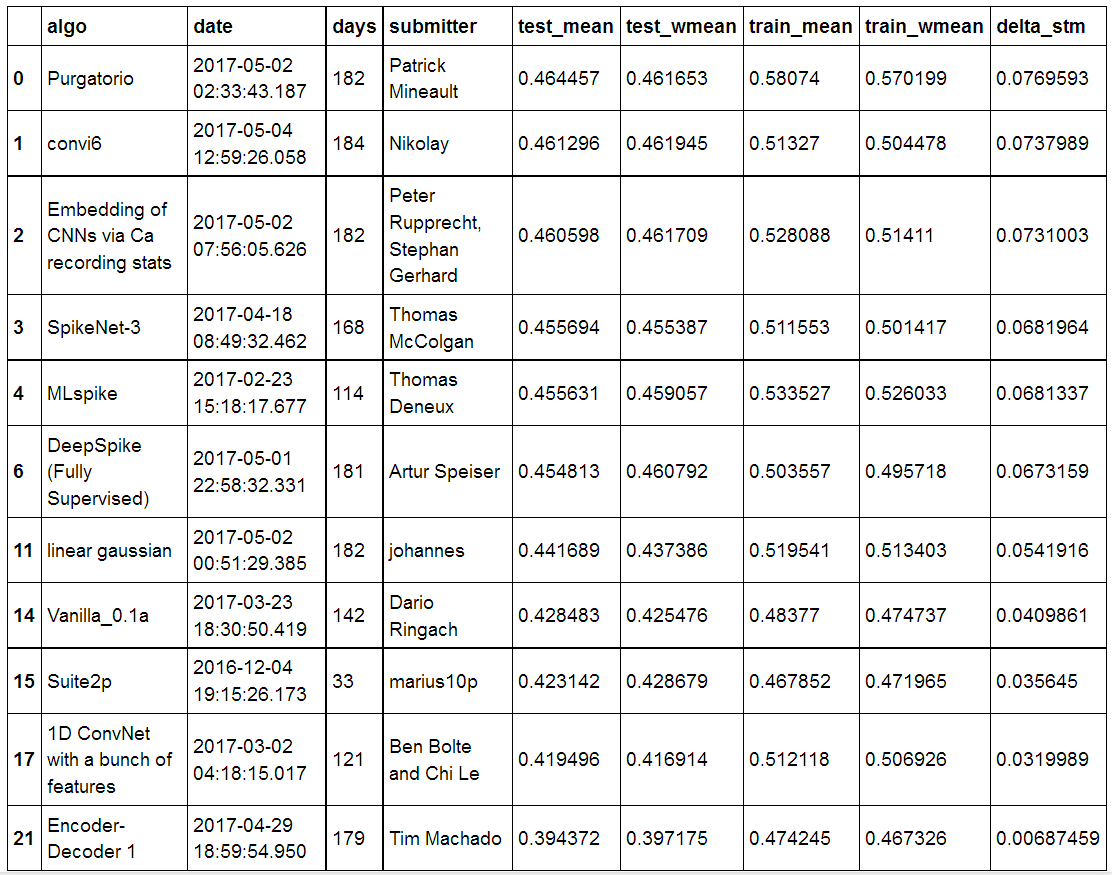 algo date days submitter test_mean test_wmean train_mean train_wmean delta_stm
0 Purgatorio 2017-05-02 02:33:43.187 182 Patrick Mineault 0.464457 0.461653 0.58074 0.570199 0.0769593
1 convi6 2017-05-04 12:59:26.058 184 Nikolay 0.461296 0.461945 0.51327 0.504478 0.0737989
2 Embedding of CNNs via Ca recording stats 2017-05-02 07:56:05.626 182 Peter Rupprecht, Stephan Gerhard 0.460598 0.461709 0.528088 0.51411 0.0731003
3 SpikeNet-3 2017-04-18 08:49:32.462 168 Thomas McColgan 0.455694 0.455387 0.511553 0.501417 0.0681964
4 MLspike 2017-02-23 15:18:17.677 114 Thomas Deneux 0.455631 0.459057 0.533527 0.526033 0.0681337
6 DeepSpike (Fully Supervised) 2017-05-01 22:58:32.331 181 Artur Speiser 0.454813 0.460792 0.503557 0.495718 0.0673159
11 linear gaussian 2017-05-02 00:51:29.385 182 johannes 0.441689 0.437386 0.519541 0.513403 0.0541916
14 Vanilla_0.1a 2017-03-23 18:30:50.419 142 Dario Ringach 0.428483 0.425476 0.48377 0.474737 0.0409861
15 Suite2p 2016-12-04 19:15:26.173 33 marius10p 0.423142 0.428679 0.467852 0.471965 0.035645
17 1D ConvNet with a bunch of features 2017-03-02 04:18:15.017 121 Ben Bolte and Chi Le 0.419496 0.416914 0.512118 0.506926 0.0319989
21 Encoder-Decoder 1 2017-04-29 18:59:54.950 179 Tim Machado 0.394372 0.397175 0.474245 0.467326 0.00687459